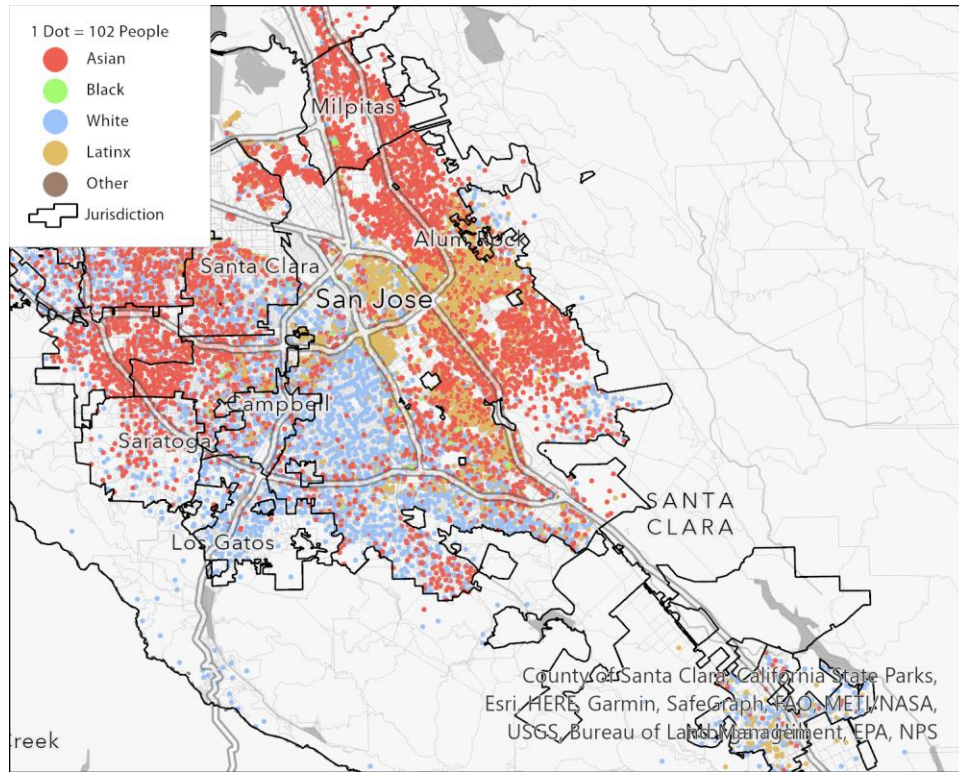 1 Dot = 102 People
Asian
Black
White
Latinx
Other
Jurisdiction
Milpitas
Alum Rock
Santa Clara
San Jose
Campbell
Saratoga
SANTA
CLARA
Los Gatos
County of Santa Clara, California State Parks,
Esri, HERE, Garmin, SafeGraph, FAO, METI/NASA,
USGS, Bureau of Land Management, EPA, NPS
Creek